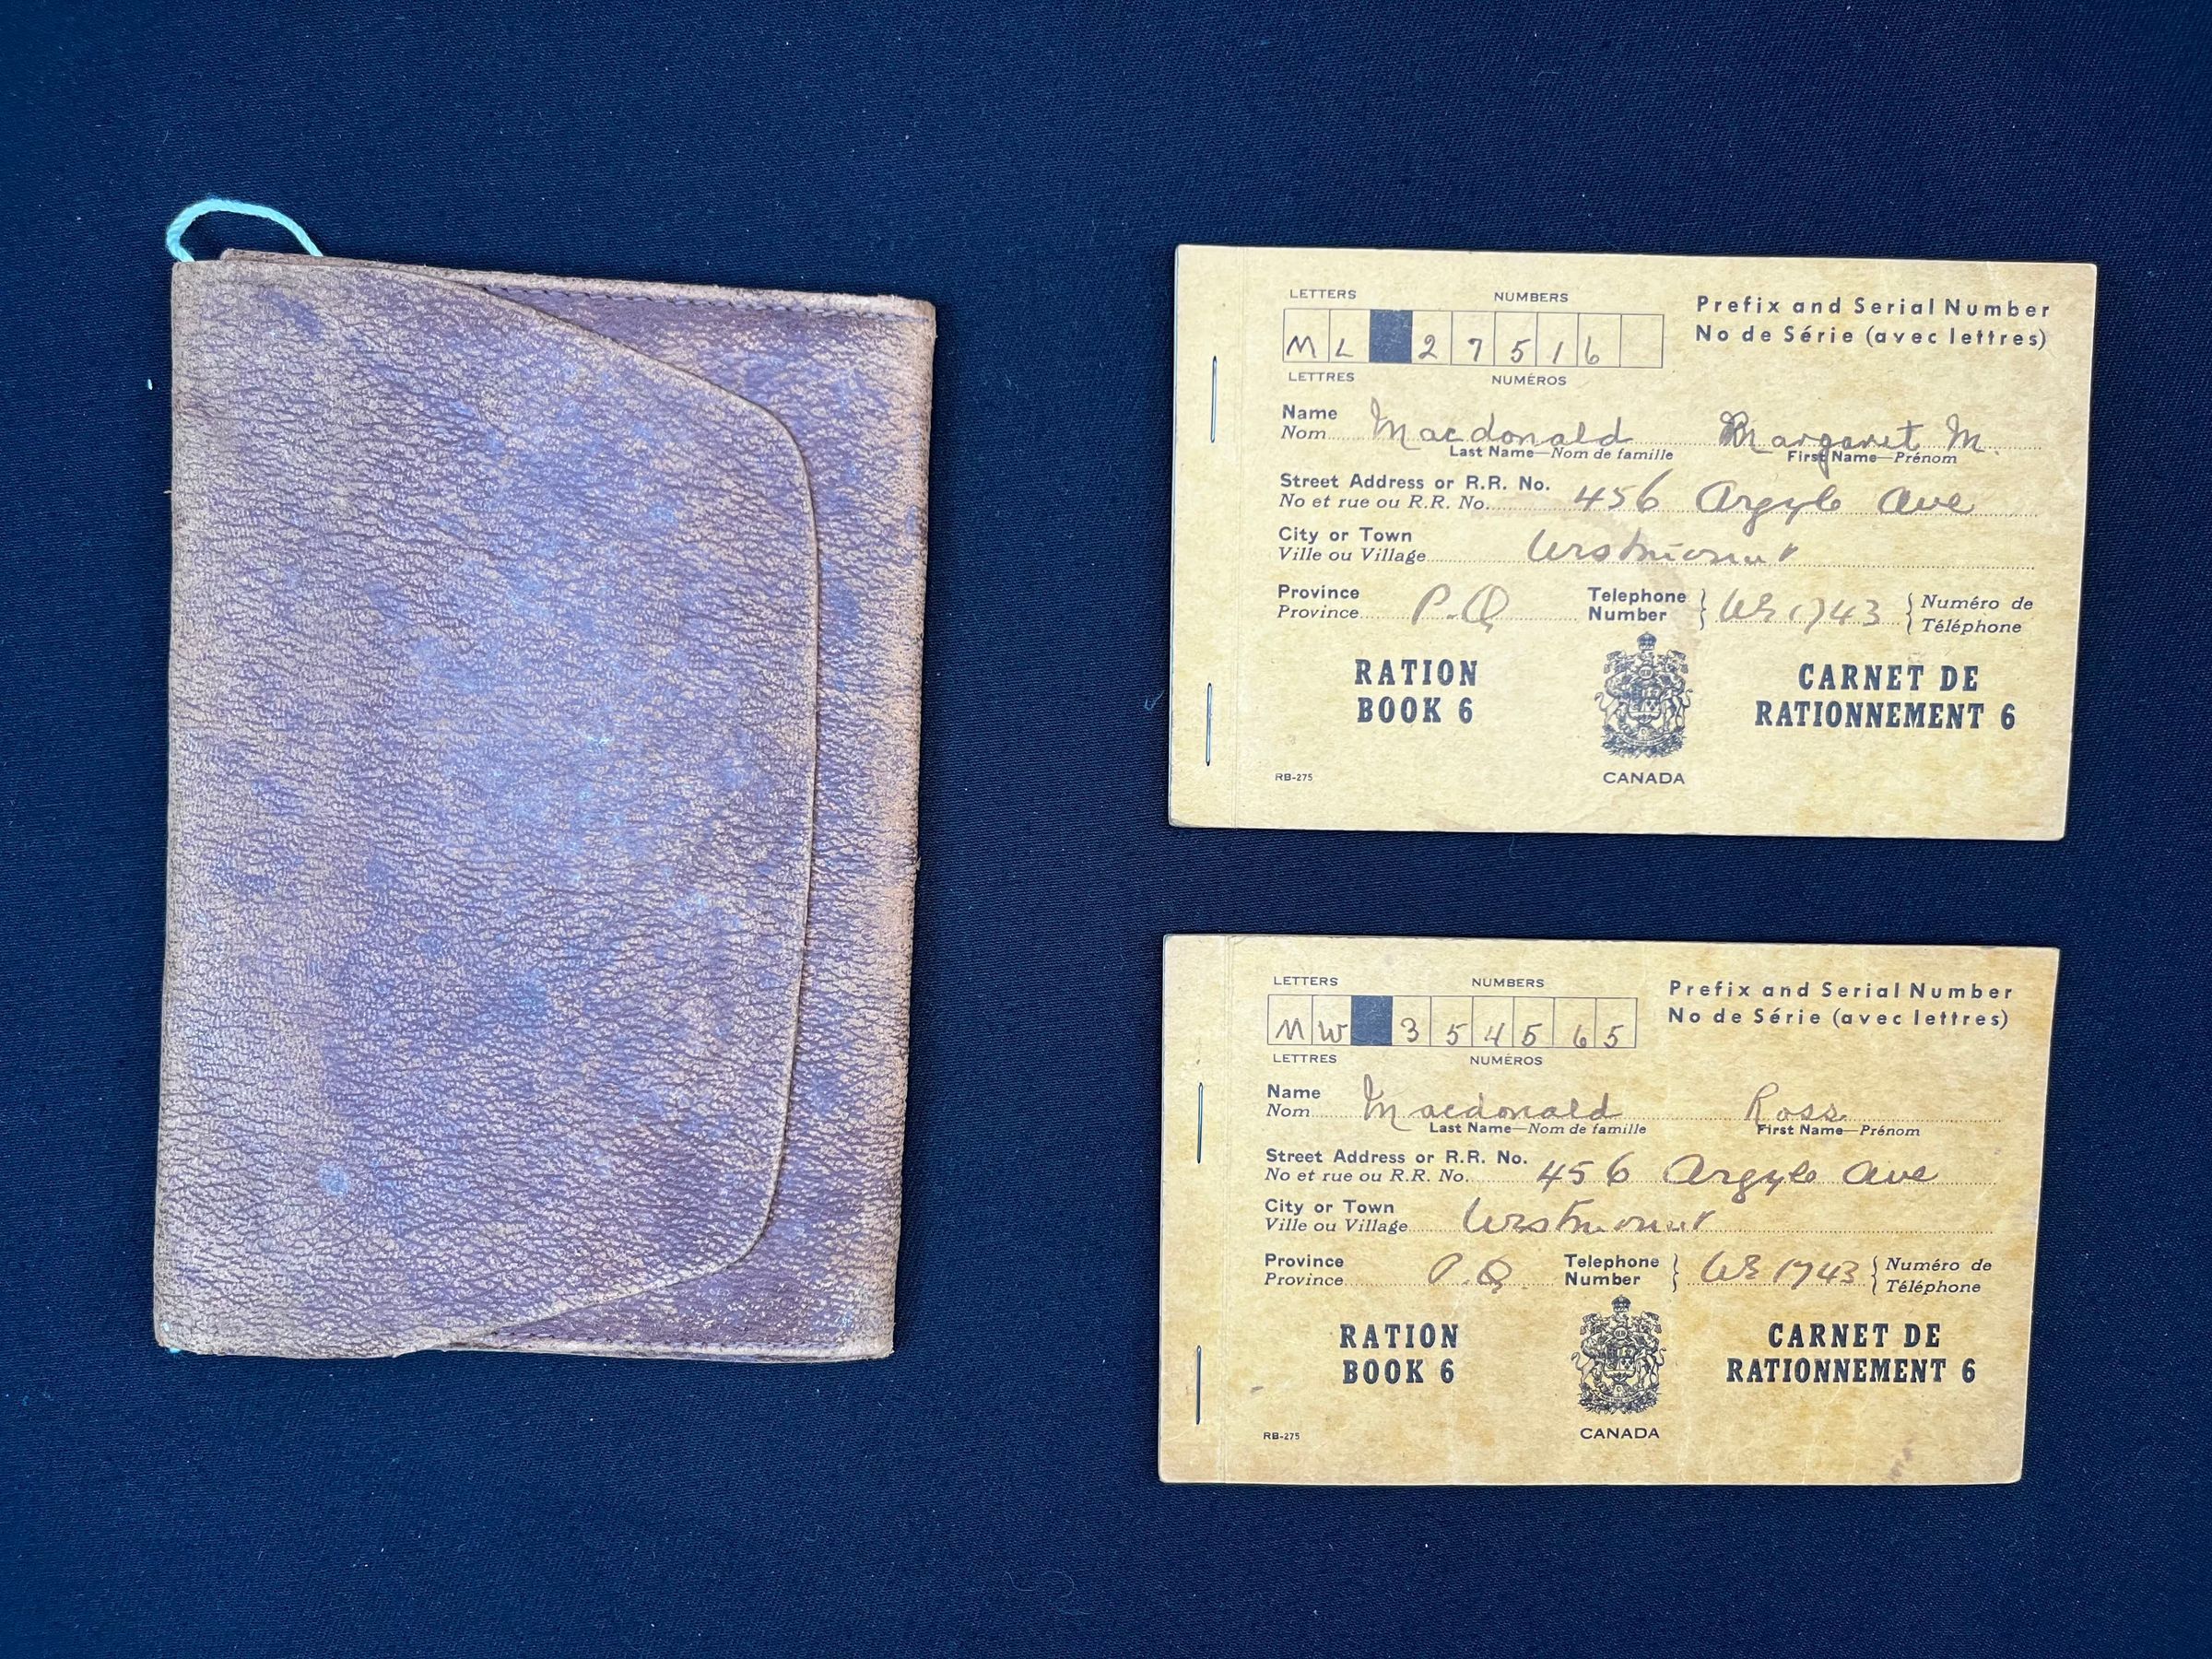 LETTERS NUMBERS
M L 2 7 5 1 6
LETTRES NUMÉROS
Prefix and Serial Number
No de Série (avec lettres)
Name
Nom Macdonald Margaret M.
Last Name—Nom de famille First Name—Prénom
Street Address or R.R. No.
No et rue ou R.R. No. 456 Argyle Ave
City or Town
Ville ou Village Westmount
Province
Province P.Q.
Telephone
Number } WE 1743 { Numéro de
Téléphone
RATION
BOOK 6
CARNET DE
RATIONNEMENT 6
RB-275
CANADA
LETTERS NUMBERS
M W 3 5 4 5 6 5
LETTRES NUMÉROS
Prefix and Serial Number
No de Série (avec lettres)
Name
Nom Macdonald Ross
Last Name—Nom de famille First Name—Prénom
Street Address or R.R. No.
No et rue ou R.R. No. 456 Argyle Ave
City or Town
Ville ou Village Westmount
Province
Province P.Q.
Telephone
Number } WE 1743 { Numéro de
Téléphone
RATION
BOOK 6
CARNET DE
RATIONNEMENT 6
RB-275
CANADA